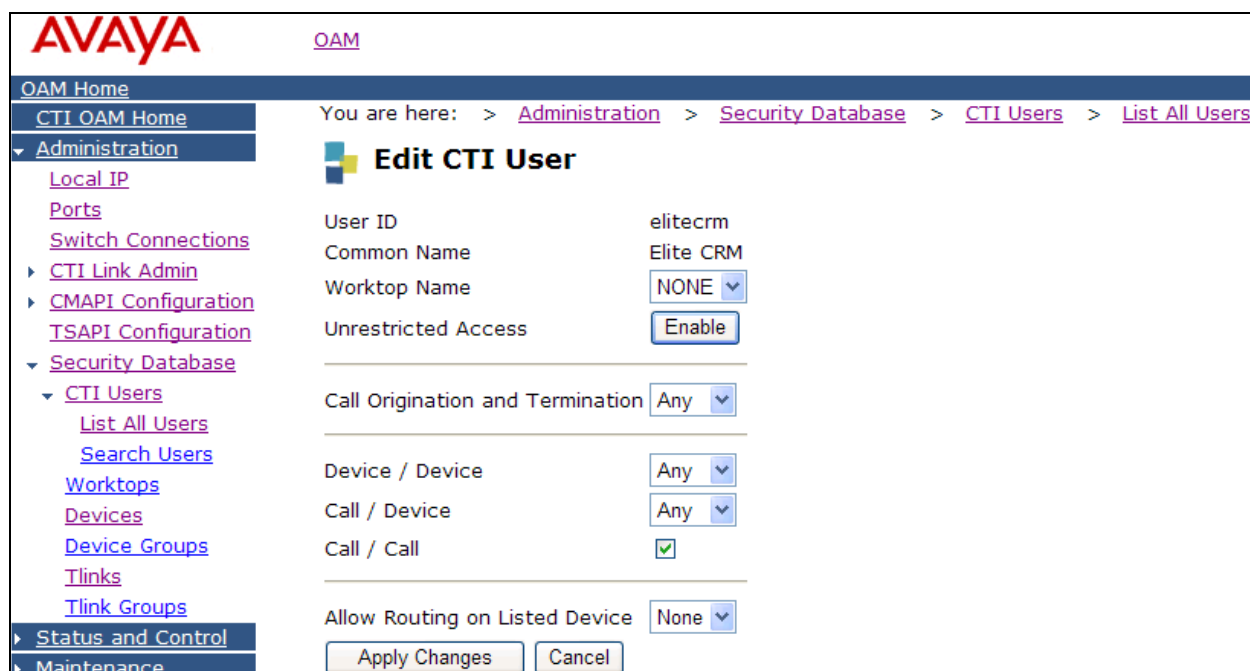 AVAYA
OAM
OAM Home
CTI OAM Home
Administration
Local IP
Ports
Switch Connections
CTI Link Admin
CMAPI Configuration
TSAPI Configuration
Security Database
CTI Users
List All Users
Search Users
Worktops
Devices
Device Groups
Tlinks
Tlink Groups
Status and Control
Maintenance
You are here: > Administration > Security Database > CTI Users > List All Users
Edit CTI User
User ID elitecrm
Common Name Elite CRM
Worktop Name NONE
Unrestricted Access Enable
Call Origination and Termination Any
Device / Device Any
Call / Device Any
Call / Call
Allow Routing on Listed Device None
Apply Changes Cancel